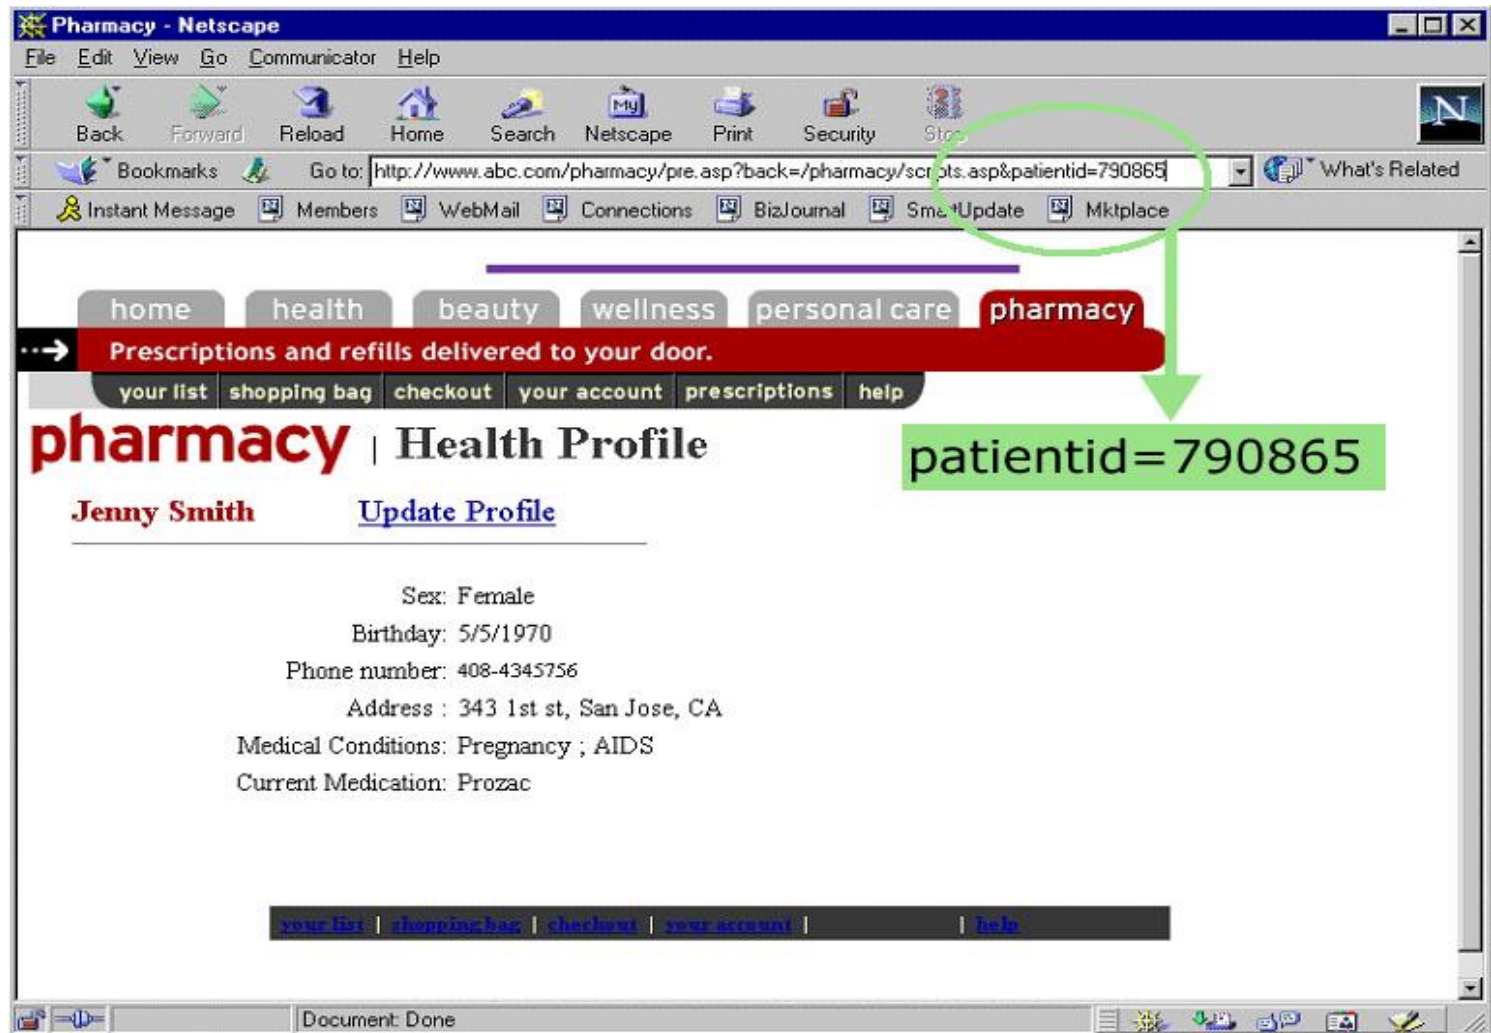 Pharmacy - Netscape
File Edit View Go Communicator Help
Back Forward Reload Home Search My Netscape Print Security Stop N
Bookmarks Go to: http://www.abc.com/pharmacy/pre.asp?back=/pharmacy/scripts.asp&patientid=790865 What's Related
Instant Message Members WebMail Connections BizJournal SmartUpdate Mktplace
home health beauty wellness personal care pharmacy
Prescriptions and refills delivered to your door.
your list shopping bag checkout your account prescriptions help
pharmacy | Health Profile
patientid=790865
Jenny Smith Update Profile
Sex: Female
Birthday: 5/5/1970
Phone number: 408-4345756
Address : 343 1st st, San Jose, CA
Medical Conditions: Pregnancy ; AIDS
Current Medication: Prozac
your list | shopping bag | checkout | your account | | help
Document: Done